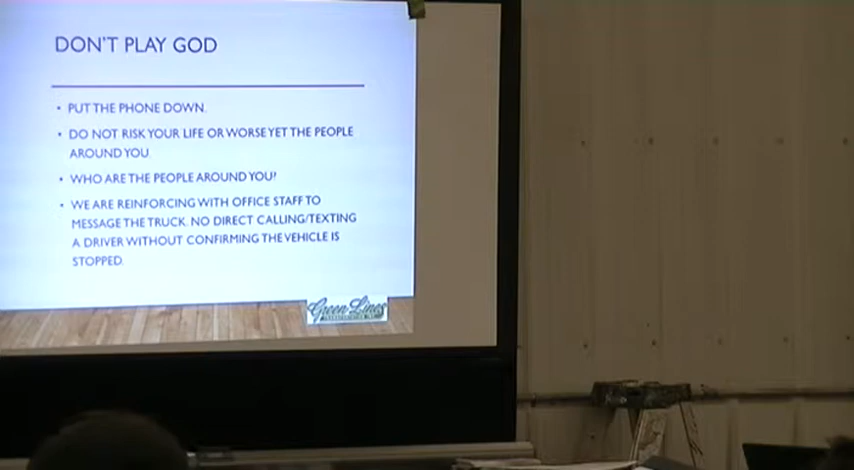 DON'T PLAY GOD
• PUT THE PHONE DOWN.
• DO NOT RISK YOUR LIFE OR WORSE YET THE PEOPLE
AROUND YOU.
• WHO ARE THE PEOPLE AROUND YOU?
• WE ARE REINFORCING WITH OFFICE STAFF TO
MESSAGE THE TRUCK. NO DIRECT CALLING/TEXTING
A DRIVER WITHOUT CONFIRMING THE VEHICLE IS
STOPPED.
Green Lines
TRANSPORTATION INC.